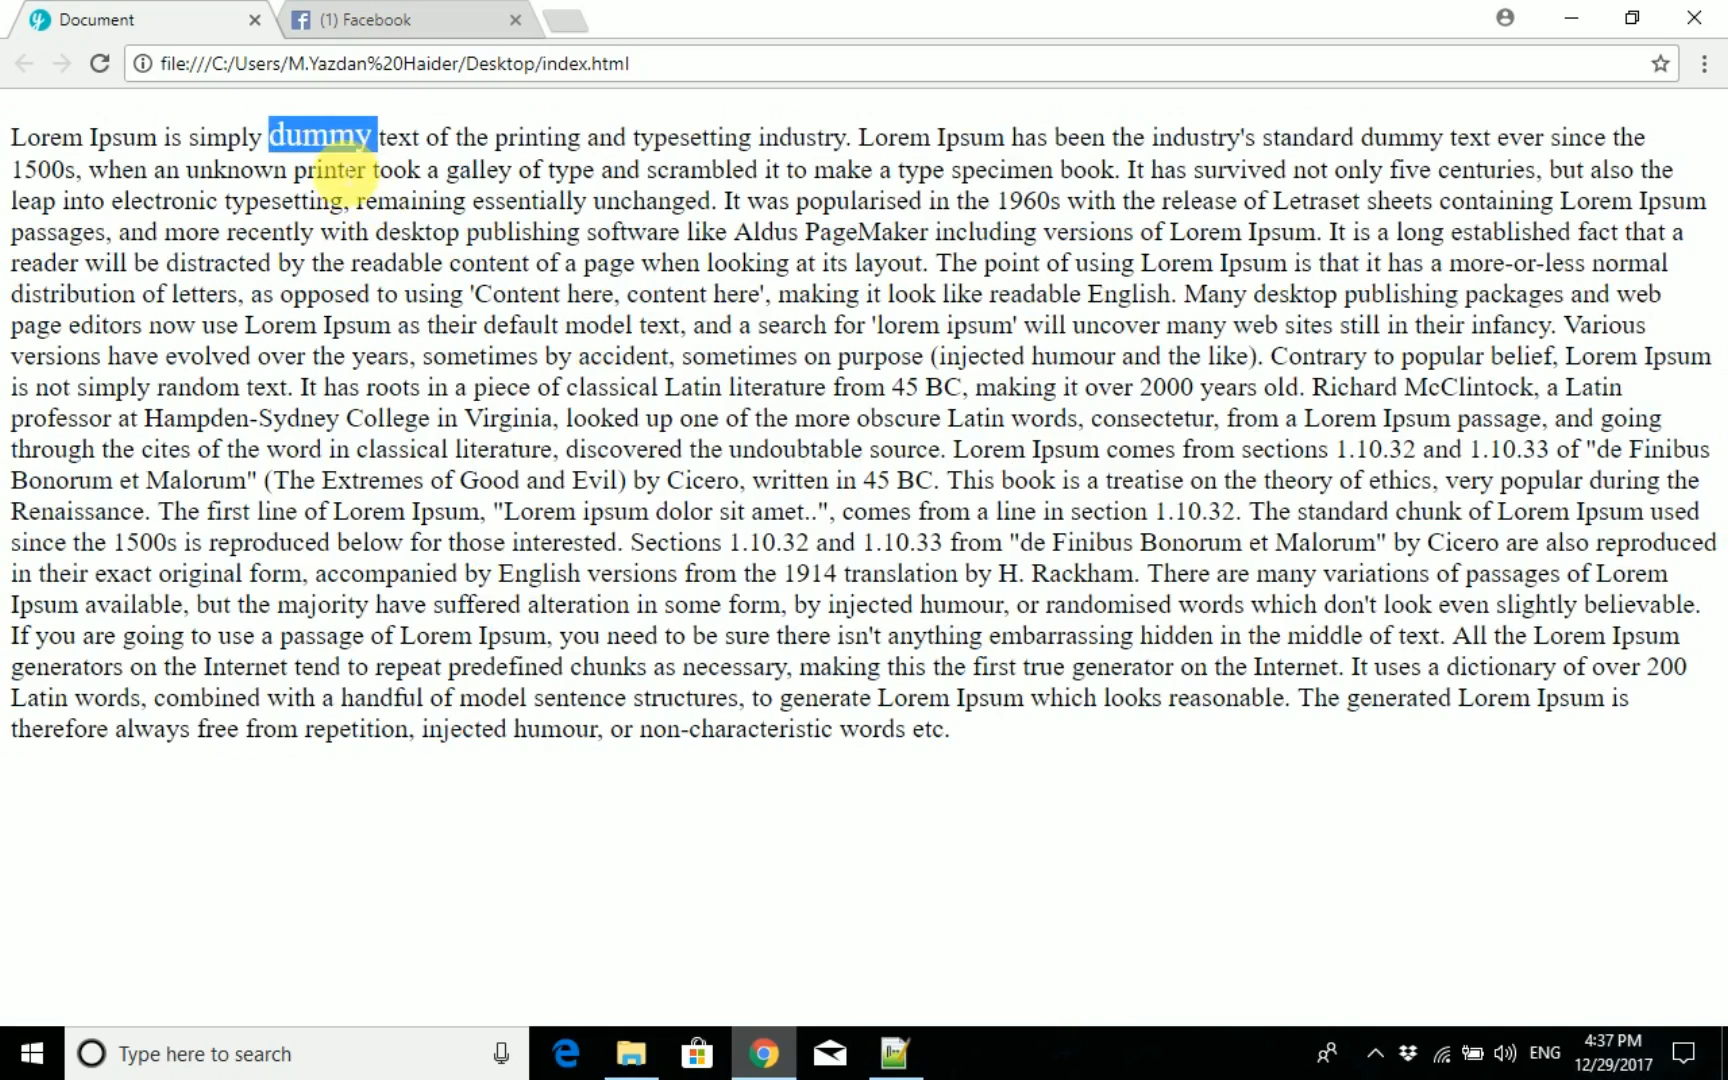 Document
(1) Facebook
file:///C:/Users/M.Yazdan%20Haider/Desktop/index.html
Lorem Ipsum is simply dummy text of the printing and typesetting industry. Lorem Ipsum has been the industry's standard dummy text ever since the
1500s, when an unknown printer took a galley of type and scrambled it to make a type specimen book. It has survived not only five centuries, but also the
leap into electronic typesetting, remaining essentially unchanged. It was popularised in the 1960s with the release of Letraset sheets containing Lorem Ipsum
passages, and more recently with desktop publishing software like Aldus PageMaker including versions of Lorem Ipsum. It is a long established fact that a
reader will be distracted by the readable content of a page when looking at its layout. The point of using Lorem Ipsum is that it has a more-or-less normal
distribution of letters, as opposed to using 'Content here, content here', making it look like readable English. Many desktop publishing packages and web
page editors now use Lorem Ipsum as their default model text, and a search for 'lorem ipsum' will uncover many web sites still in their infancy. Various
versions have evolved over the years, sometimes by accident, sometimes on purpose (injected humour and the like). Contrary to popular belief, Lorem Ipsum
is not simply random text. It has roots in a piece of classical Latin literature from 45 BC, making it over 2000 years old. Richard McClintock, a Latin
professor at Hampden-Sydney College in Virginia, looked up one of the more obscure Latin words, consectetur, from a Lorem Ipsum passage, and going
through the cites of the word in classical literature, discovered the undoubtable source. Lorem Ipsum comes from sections 1.10.32 and 1.10.33 of "de Finibus
Bonorum et Malorum" (The Extremes of Good and Evil) by Cicero, written in 45 BC. This book is a treatise on the theory of ethics, very popular during the
Renaissance. The first line of Lorem Ipsum, "Lorem ipsum dolor sit amet..", comes from a line in section 1.10.32. The standard chunk of Lorem Ipsum used
since the 1500s is reproduced below for those interested. Sections 1.10.32 and 1.10.33 from "de Finibus Bonorum et Malorum" by Cicero are also reproduced
in their exact original form, accompanied by English versions from the 1914 translation by H. Rackham. There are many variations of passages of Lorem
Ipsum available, but the majority have suffered alteration in some form, by injected humour, or randomised words which don't look even slightly believable.
If you are going to use a passage of Lorem Ipsum, you need to be sure there isn't anything embarrassing hidden in the middle of text. All the Lorem Ipsum
generators on the Internet tend to repeat predefined chunks as necessary, making this the first true generator on the Internet. It uses a dictionary of over 200
Latin words, combined with a handful of model sentence structures, to generate Lorem Ipsum which looks reasonable. The generated Lorem Ipsum is
therefore always free from repetition, injected humour, or non-characteristic words etc.
Type here to search
ENG
4:37 PM
12/29/2017